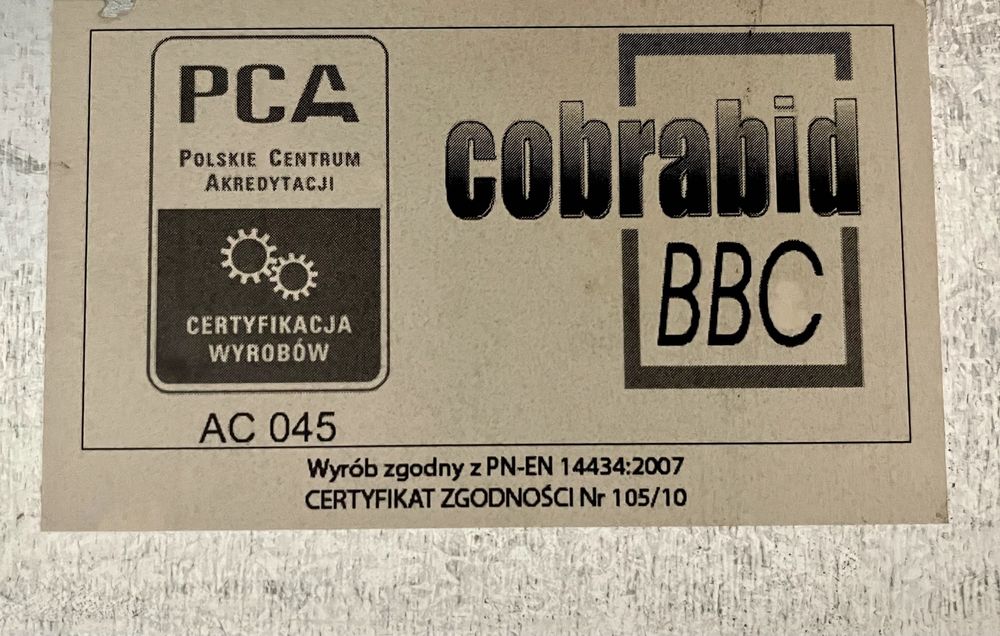 PCA
POLSKIE CENTRUM
AKREDYTACJI
CERTYFIKACJA
WYROBÓW
AC 045
cobrabid
BBC
Wyrób zgodny z PN-EN 14434:2007
CERTYFIKAT ZGODNOŚCI Nr 105/10